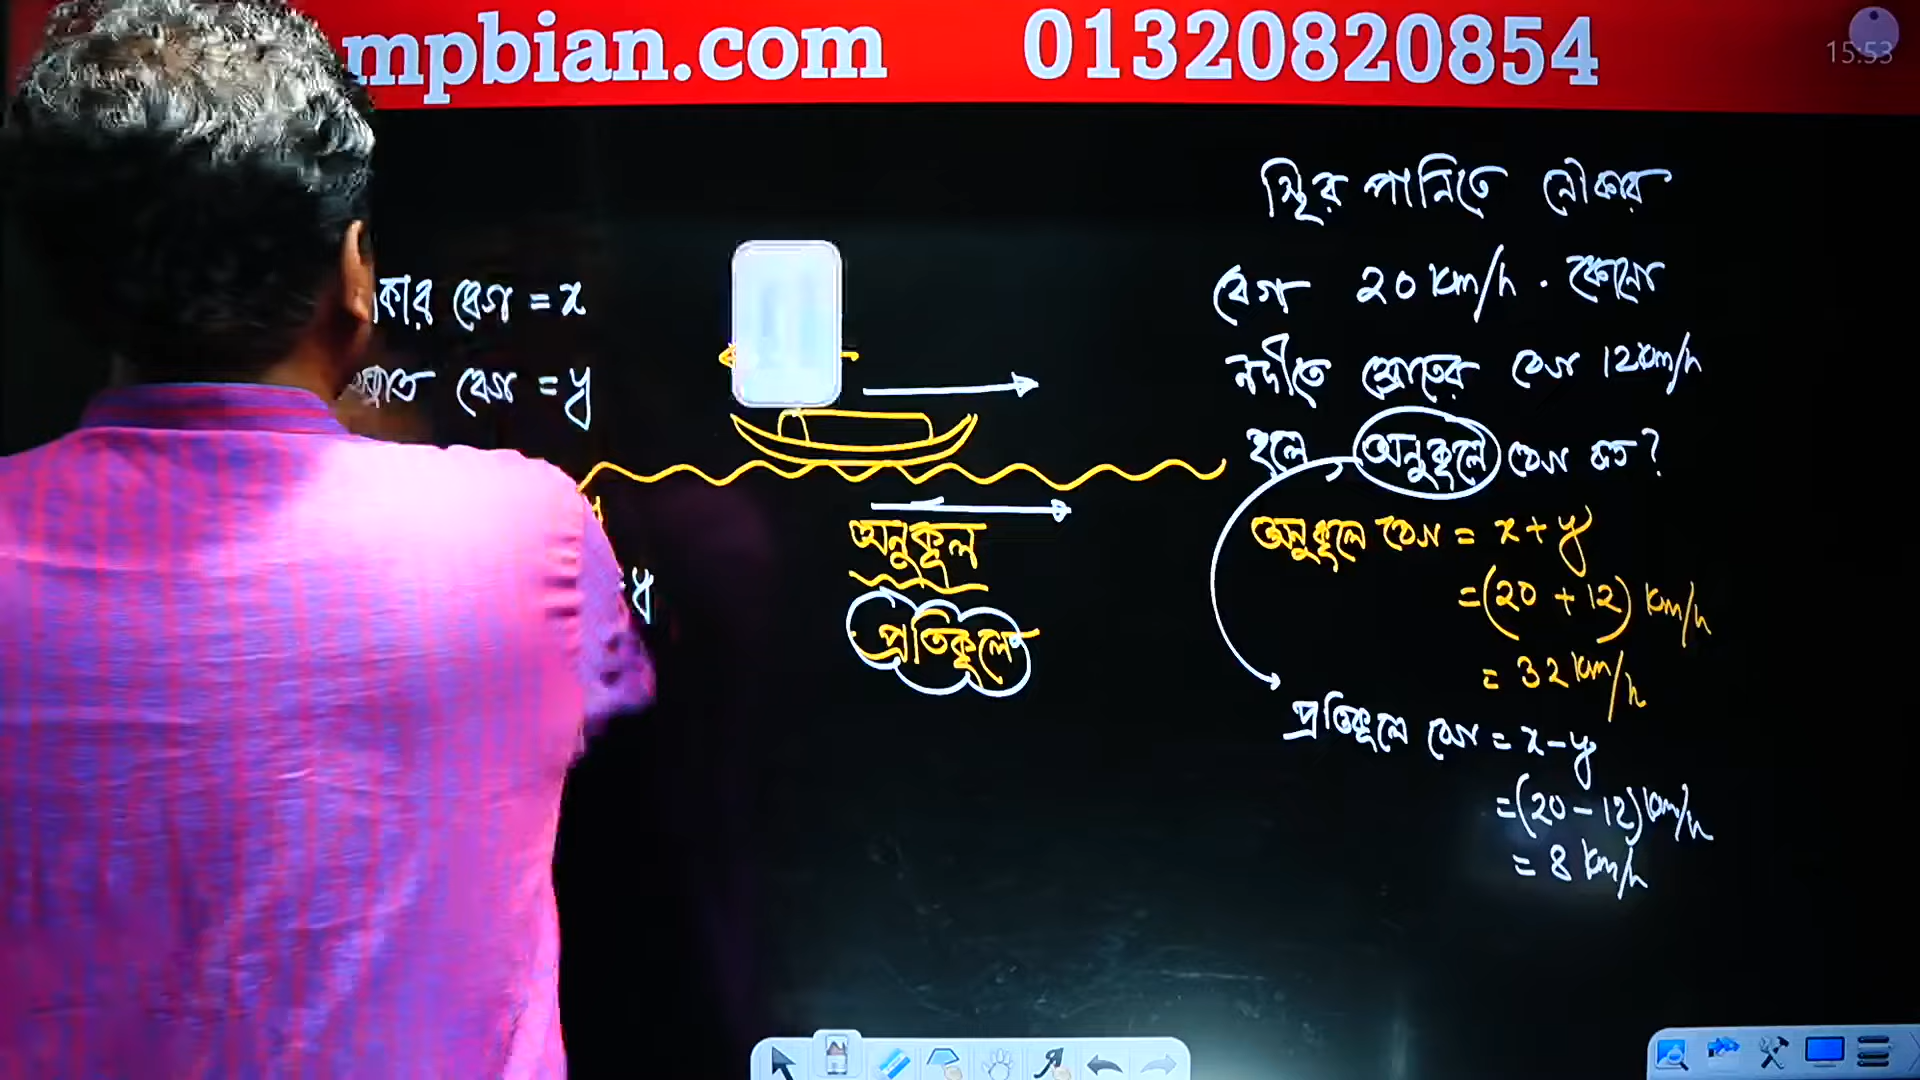 mpbian.com 01320820854
15:53
কার বেগ = x
বেগ = y
y
অনুকূল
প্রতিকূলে
স্থির পানিতে নৌকার
বেগ 20 km/h. কোনো
নদীতে স্রোতের বেগ 12 km/h
হলে, অনুকূলে বেগ কত?
অনুকূলে বেগ = x + y
= (20 + 12) km/h
= 32 km/h
প্রতিকূলে বেগ = x - y
= (20 - 12) km/h
= 8 km/h